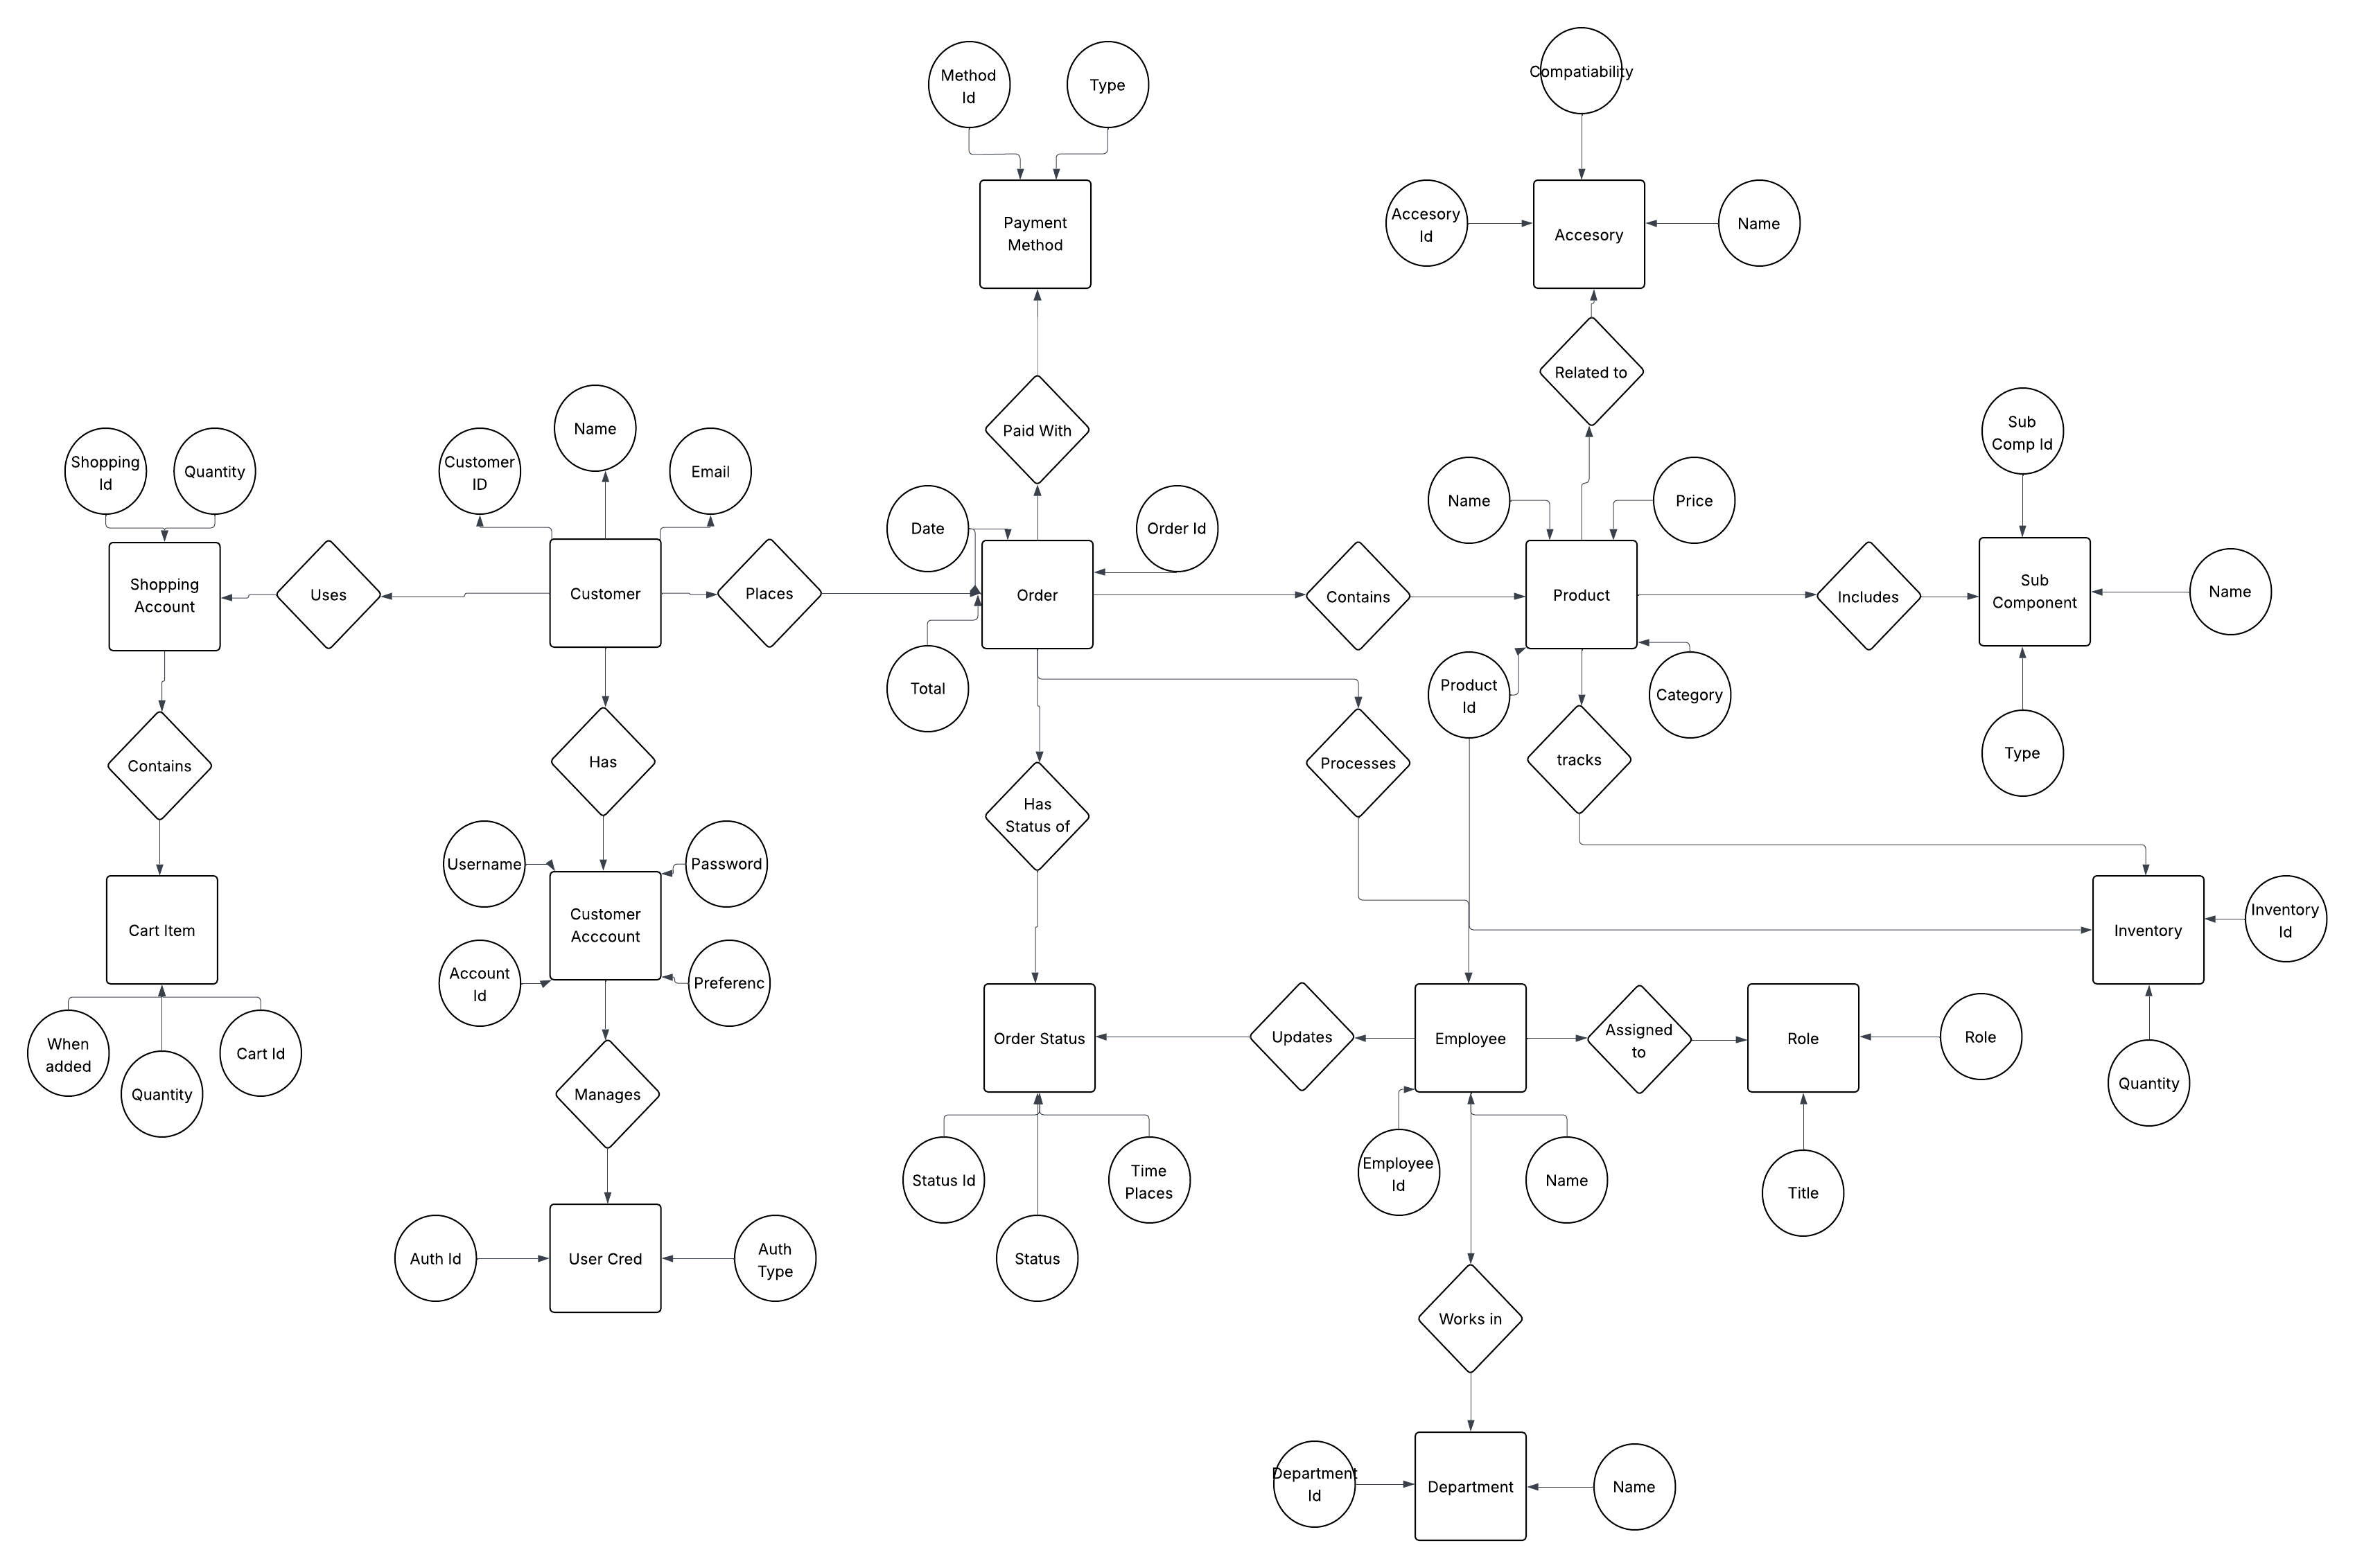 Method
Id
Type
Compatiability
Payment
Method
Accesory
Id
Accesory
Name
Related to
Paid With
Name
Customer
ID
Email
Shopping
Id
Quantity
Sub
Comp Id
Name
Price
Date
Order Id
Shopping
Account
Uses
Customer
Places
Order
Contains
Product
Includes
Sub
Component
Name
Total
Product
Id
Category
Type
Contains
Has
Has
Status of
Processes
tracks
Username
Password
Cart Item
Customer
Acccount
Inventory
Inventory
Id
Account
Id
Preferenc
When
added
Quantity
Cart Id
Manages
Order Status
Updates
Employee
Assigned
to
Role
Role
Quantity
Status Id
Time
Places
Employee
Id
Name
Title
Auth Id
User Cred
Auth
Type
Status
Works in
Department
Id
Department
Name